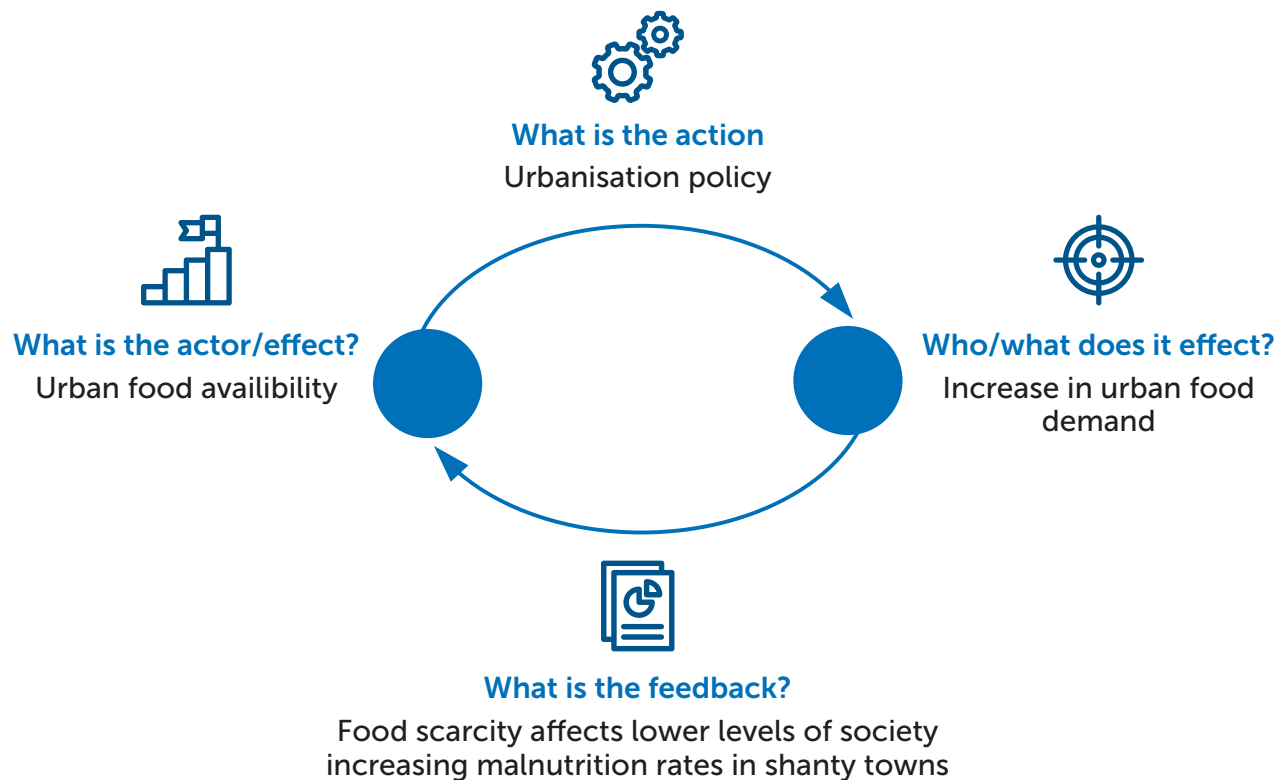 What is the action
Urbanisation policy
What is the actor/effect?
Urban food availibility
Who/what does it effect?
Increase in urban food
demand
What is the feedback?
Food scarcity affects lower levels of society
increasing malnutrition rates in shanty towns